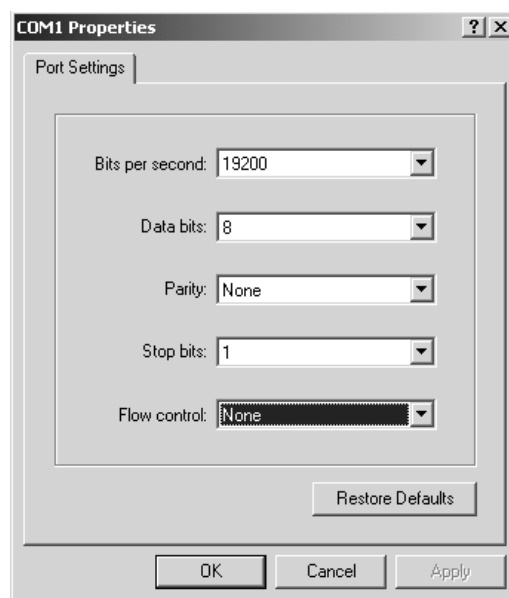 COM1 Properties
Port Settings
Bits per second: 19200
Data bits: 8
Parity: None
Stop bits: 1
Flow control: None
Restore Defaults
OK Cancel Apply